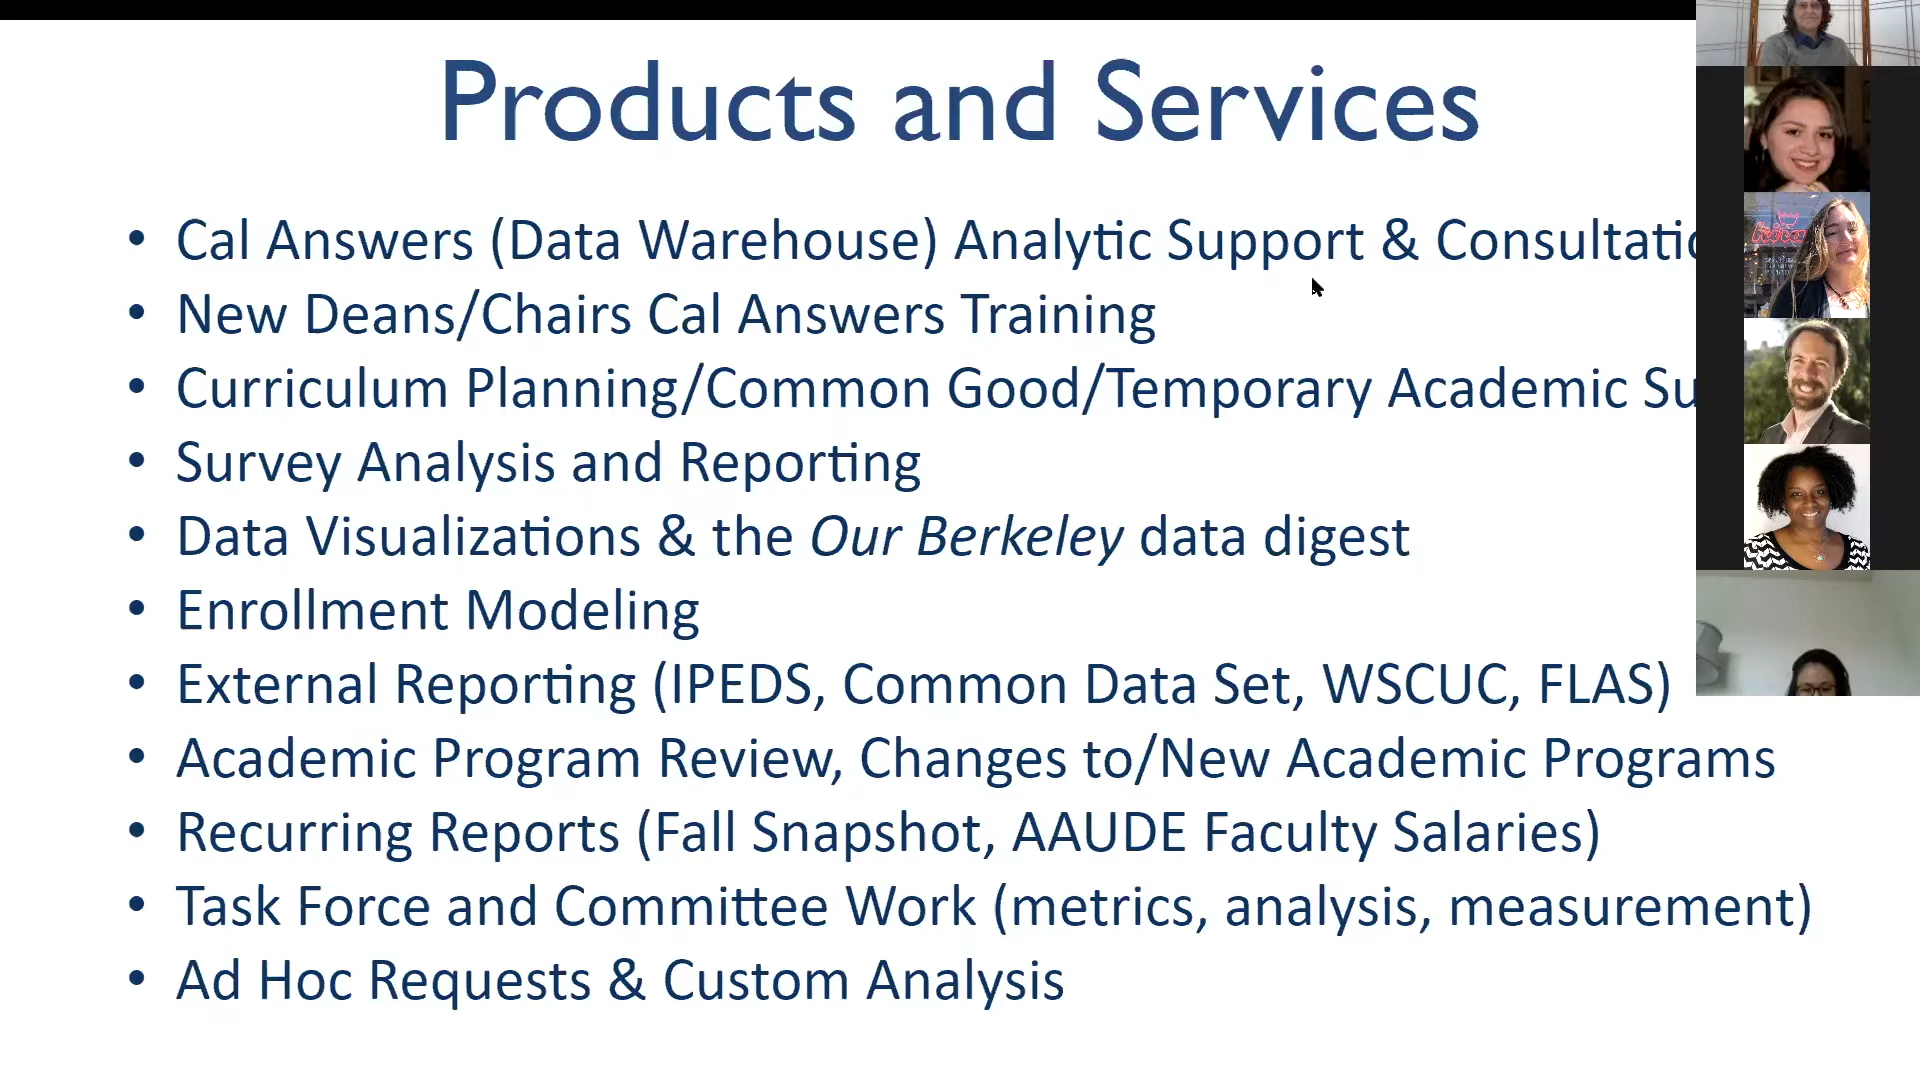 Products and Services
• Cal Answers (Data Warehouse) Analytic Support &
• New Deans/Chairs Cal Answers Training
• Curriculum Planning/Common Good/Temporary Academic
• Survey Analysis and Reporting
• Data Visualizations & the Our Berkeley data digest
• Enrollment Modeling
• External Reporting (IPEDS, Common Data Set, WSCUC, FLAS)
• Academic Program Review, Changes to/New Academic Programs
• Recurring Reports (Fall Snapshot, AAUDE Faculty Salaries)
• Task Force and Committee Work (metrics, analysis, measurement)
• Ad Hoc Requests & Custom Analysis